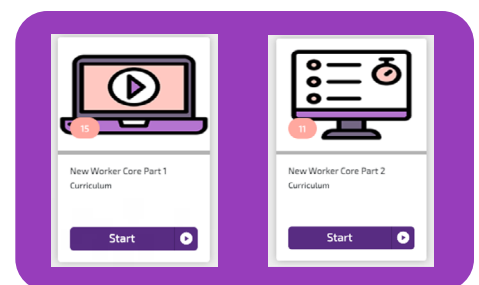 15
New Worker Core Part 1
Curriculum
Start
11
New Worker Core Part 2
Curriculum
Start